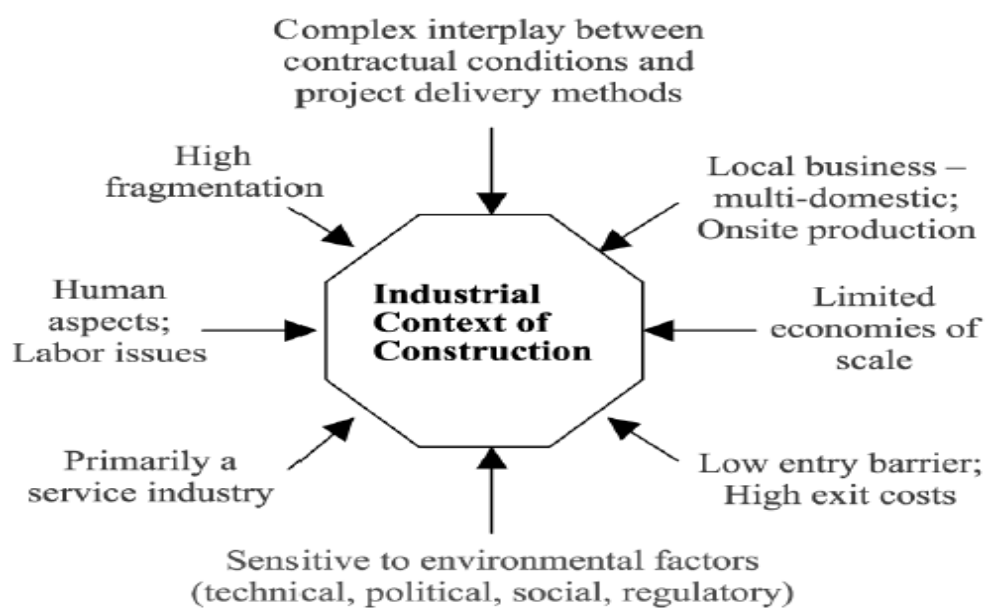 Complex interplay between
contractual conditions and
project delivery methods
High
fragmentation
Local business –
multi-domestic;
Onsite production
Human
aspects;
Labor issues
Industrial
Context of
Construction
Limited
economies of
scale
Primarily a
service industry
Low entry barrier;
High exit costs
Sensitive to environmental factors
(technical, political, social, regulatory)